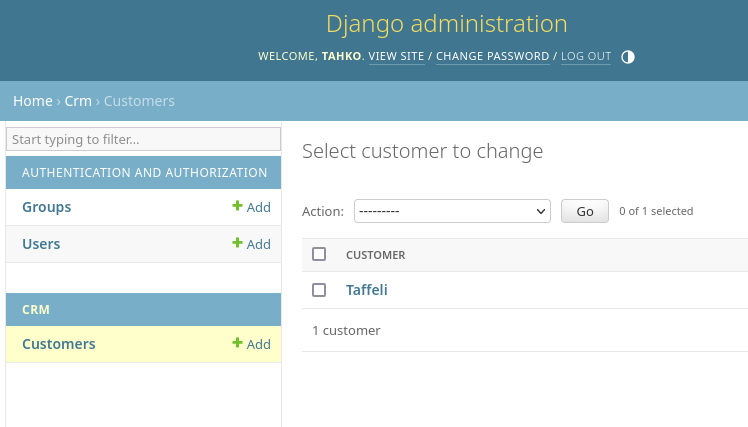 Django administration
WELCOME, TAHKO. VIEW SITE / CHANGE PASSWORD / LOG OUT
Home › Crm › Customers
Start typing to filter...
AUTHENTICATION AND AUTHORIZATION
Groups Add
Users Add
CRM
Customers Add
Select customer to change
Action: --------- Go 0 of 1 selected
CUSTOMER
Taffeli
1 customer